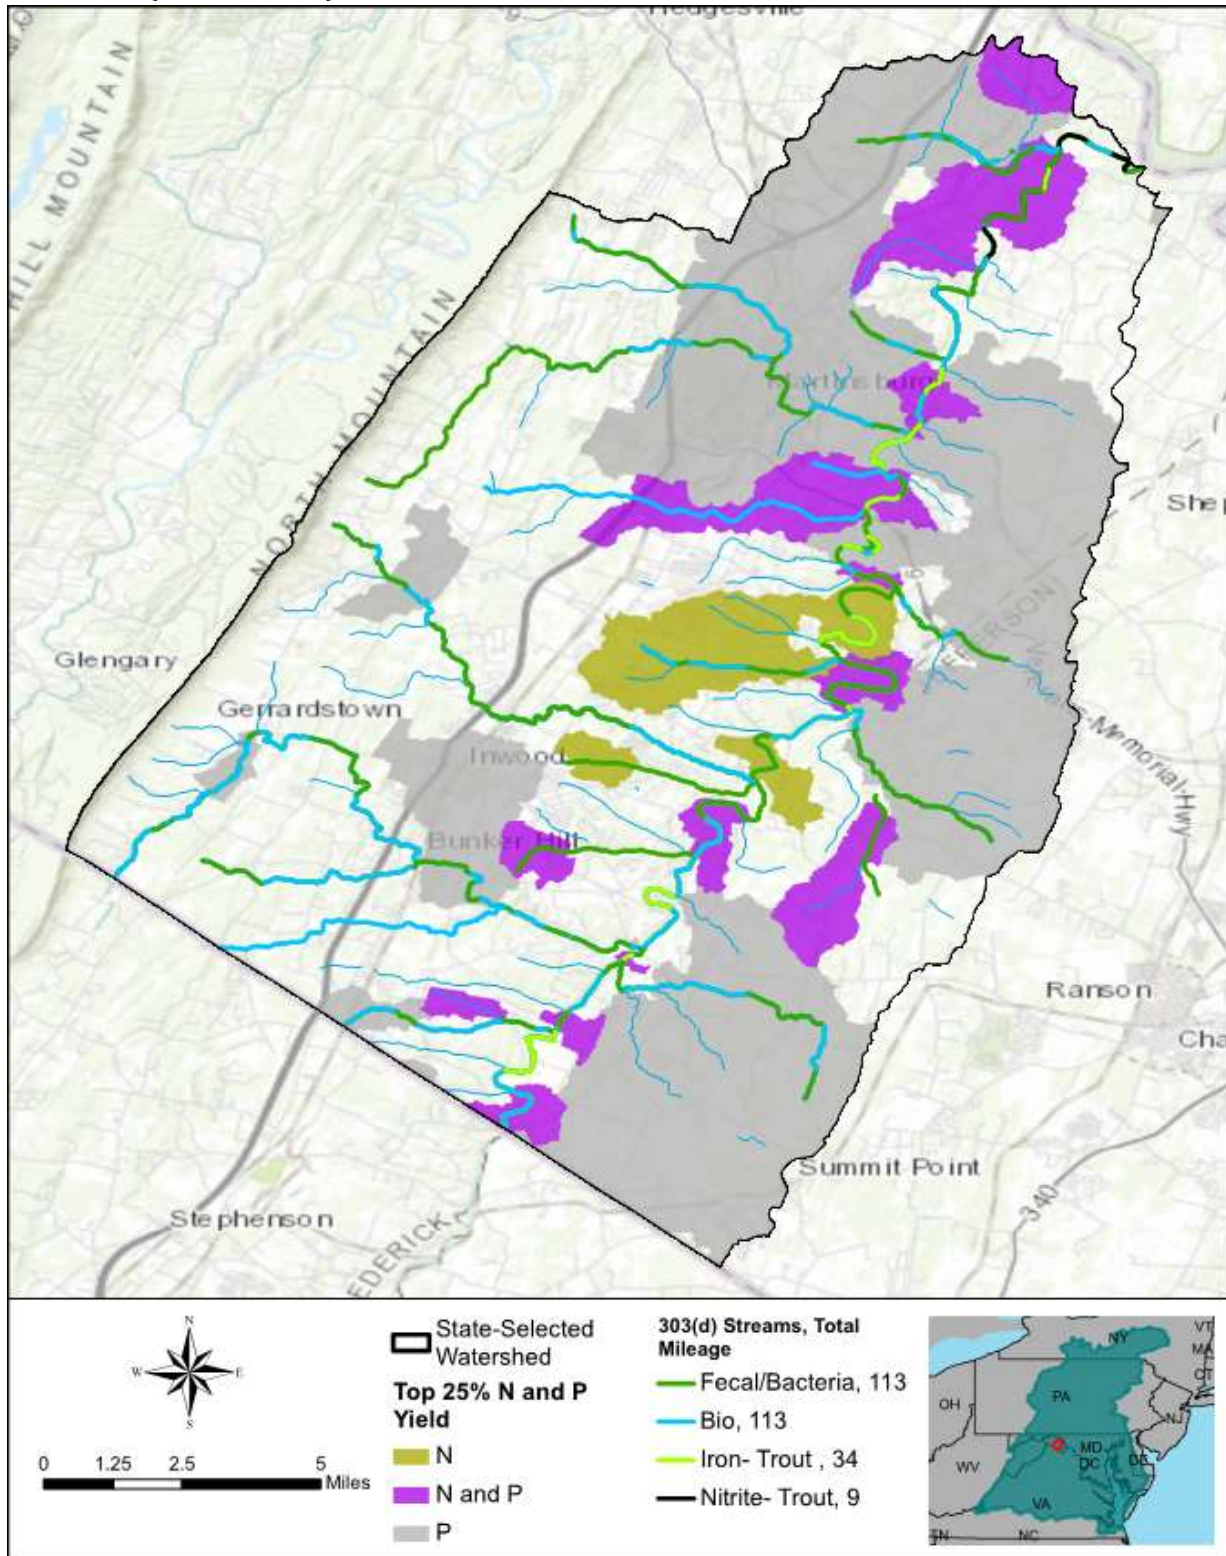 Hedgesville
HILL MOUNTAIN
NORTH MOUNTAIN
Martinsburg
Shep
JEFFERSON
Glengary
Gerrardstown
Inwood
Veterans-Memorial-Hwy
Bunker Hill
Ranson
Cha
Summit Point
340
Stephenson
EDERICK
N
W
E
S
0 1.25 2.5 5
Miles
State-Selected
Watershed
Top 25% N and P
Yield
N
N and P
P
303(d) Streams, Total
Mileage
Fecal/Bacteria, 113
Bio, 113
Iron- Trout , 34
Nitrite- Trout, 9
NY
VT
MA
CT
PA
OH
NJ
MD
DC
DE
WV
VA
TN
NC